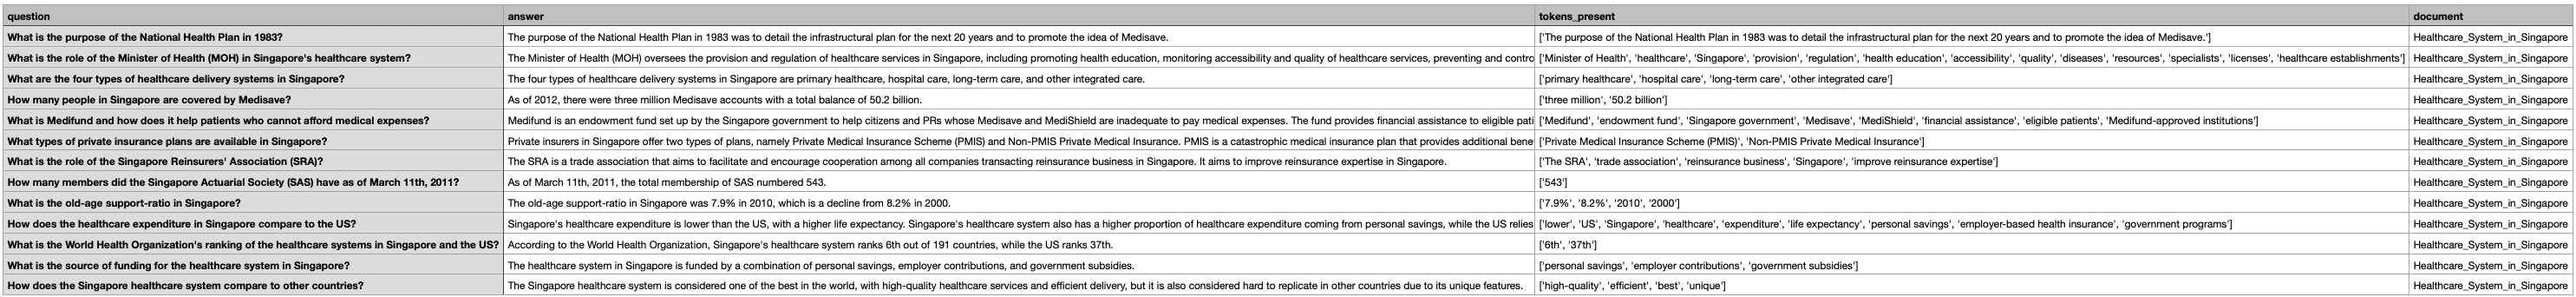 question answer tokens_present document
What is the purpose of the National Health Plan in 1983? The purpose of the National Health Plan in 1983 was to detail the infrastructural plan for the next 20 years and to promote the idea of Medisave. ['The purpose of the National Health Plan in 1983 was to detail the infrastructural plan for the next 20 years and to promote the idea of Medisave.'] Healthcare_System_in_Singapore
What is the role of the Minister of Health (MOH) in Singapore's healthcare system? The Minister of Health (MOH) oversees the provision and regulation of healthcare services in Singapore, including promoting health education, monitoring accessibility and quality of healthcare services, preventing and contro ['Minister of Health', 'healthcare', 'Singapore', 'provision', 'regulation', 'health education', 'accessibility', 'quality', 'diseases', 'resources', 'specialists', 'licenses', 'healthcare establishments'] Healthcare_System_in_Singapore
What are the four types of healthcare delivery systems in Singapore? The four types of healthcare delivery systems in Singapore are primary healthcare, hospital care, long-term care, and other integrated care. ['primary healthcare', 'hospital care', 'long-term care', 'other integrated care'] Healthcare_System_in_Singapore
How many people in Singapore are covered by Medisave? As of 2012, there were three million Medisave accounts with a total balance of 50.2 billion. ['three million', '50.2 billion'] Healthcare_System_in_Singapore
What is Medifund and how does it help patients who cannot afford medical expenses? Medifund is an endowment fund set up by the Singapore government to help citizens and PRs whose Medisave and MediShield are inadequate to pay medical expenses. The fund provides financial assistance to eligible pati ['Medifund', 'endowment fund', 'Singapore government', 'Medisave', 'MediShield', 'financial assistance', 'eligible patients', 'Medifund-approved institutions'] Healthcare_System_in_Singapore
What types of private insurance plans are available in Singapore? Private insurers in Singapore offer two types of plans, namely Private Medical Insurance Scheme (PMIS) and Non-PMIS Private Medical Insurance. PMIS is a catastrophic medical insurance plan that provides additional bene ['Private Medical Insurance Scheme (PMIS)', 'Non-PMIS Private Medical Insurance'] Healthcare_System_in_Singapore
What is the role of the Singapore Reinsurers' Association (SRA)? The SRA is a trade association that aims to facilitate and encourage cooperation among all companies transacting reinsurance business in Singapore. It aims to improve reinsurance expertise in Singapore. ['The SRA', 'trade association', 'reinsurance business', 'Singapore', 'improve reinsurance expertise'] Healthcare_System_in_Singapore
How many members did the Singapore Actuarial Society (SAS) have as of March 11th, 2011? As of March 11th, 2011, the total membership of SAS numbered 543. ['543'] Healthcare_System_in_Singapore
What is the old-age support-ratio in Singapore? The old-age support-ratio in Singapore was 7.9% in 2010, which is a decline from 8.2% in 2000. ['7.9%', '8.2%', '2010', '2000'] Healthcare_System_in_Singapore
How does the healthcare expenditure in Singapore compare to the US? Singapore's healthcare expenditure is lower than the US, with a higher life expectancy. Singapore's healthcare system also has a higher proportion of healthcare expenditure coming from personal savings, while the US relies ['lower', 'US', 'Singapore', 'healthcare', 'expenditure', 'life expectancy', 'personal savings', 'employer-based health insurance', 'government programs'] Healthcare_System_in_Singapore
What is the World Health Organization's ranking of the healthcare systems in Singapore and the US? According to the World Health Organization, Singapore's healthcare system ranks 6th out of 191 countries, while the US ranks 37th. ['6th', '37th'] Healthcare_System_in_Singapore
What is the source of funding for the healthcare system in Singapore? The healthcare system in Singapore is funded by a combination of personal savings, employer contributions, and government subsidies. ['personal savings', 'employer contributions', 'government subsidies'] Healthcare_System_in_Singapore
How does the Singapore healthcare system compare to other countries? The Singapore healthcare system is considered one of the best in the world, with high-quality healthcare services and efficient delivery, but it is also considered hard to replicate in other countries due to its unique features. ['high-quality', 'efficient', 'best', 'unique'] Healthcare_System_in_Singapore